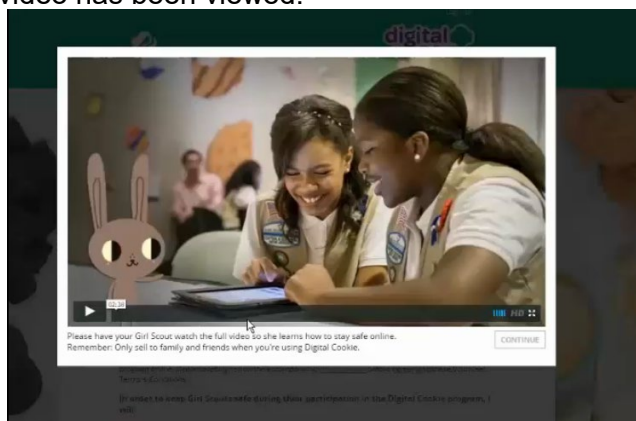 video has been viewed.
digital
02:38
HD
Please have your Girl Scout watch the full video so she learns how to stay safe online.
CONTINUE
Remember: Only sell to family and friends when you're using Digital Cookie.
In order to keep Girl Scouts safe during their participation in the Digital Cookie program, I
will: